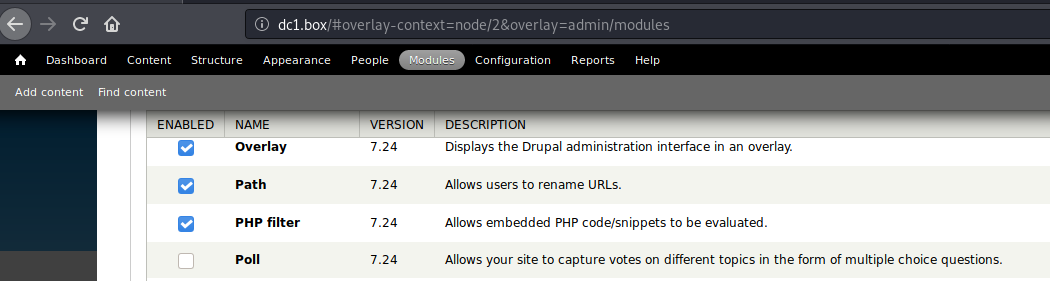 dc1.box/#overlay-context=node/2&overlay=admin/modules
Dashboard Content Structure Appearance People Modules Configuration Reports Help
Add content Find content
ENABLED NAME VERSION DESCRIPTION
Overlay 7.24 Displays the Drupal administration interface in an overlay.
Path 7.24 Allows users to rename URLs.
PHP filter 7.24 Allows embedded PHP code/snippets to be evaluated.
Poll 7.24 Allows your site to capture votes on different topics in the form of multiple choice questions.